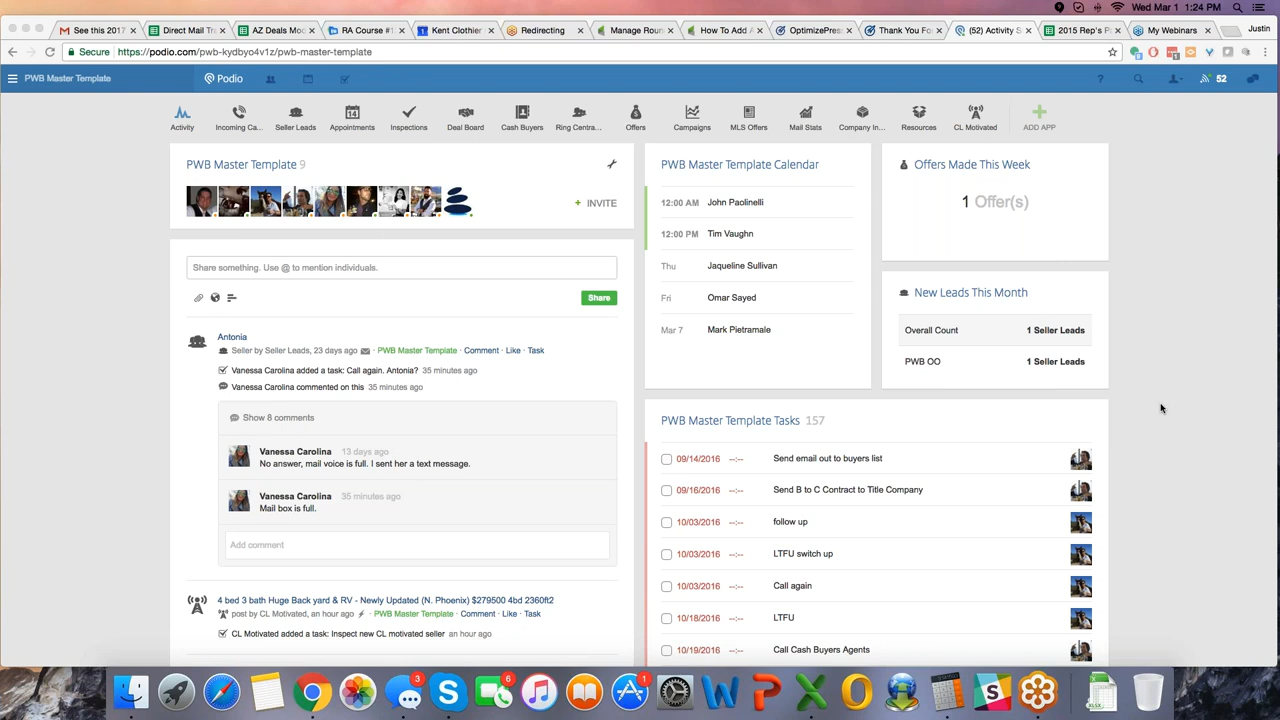 Wed Mar 1 1:24 PM
See this 2017
Direct Mail Tra
AZ Deals Mod
RA Course #1
Kent Clothier
Redirecting
Manage Roun
How To Add A
OptimizePres
Thank You For
(52) Activity S
2015 Rep's P
My Webinars
Justin
Secure https://podio.com/pwb-kydbyo4v1z/pwb-master-template
PWB Master Template
Podio
?
52
Activity
Incoming Ca...
Seller Leads
14
Appointments
Inspections
Deal Board
Cash Buyers
Ring Centra...
Offers
Campaigns
MLS Offers
Mail Stats
Company In...
Resources
CL Motivated
ADD APP
PWB Master Template 9
+ INVITE
Share something. Use @ to mention individuals.
Share
Antonia
Seller by Seller Leads, 23 days ago · PWB Master Template · Comment · Like · Task
Vanessa Carolina added a task: Call again. Antonia? 35 minutes ago
Vanessa Carolina commented on this 35 minutes ago
Show 8 comments
Vanessa Carolina 13 days ago
No answer, mail voice is full. I sent her a text message.
Vanessa Carolina 35 minutes ago
Mail box is full.
Add comment
4 bed 3 bath Huge Back yard & RV - Newly Updated (N. Phoenix) $279500 4bd 2360ft2
post by CL Motivated, an hour ago · PWB Master Template · Comment · Like · Task
CL Motivated added a task: Inspect new CL motivated seller an hour ago
PWB Master Template Calendar
12:00 AM John Paolinelli
12:00 PM Tim Vaughn
Thu Jaqueline Sullivan
Fri Omar Sayed
Mar 7 Mark Pietramale
Offers Made This Week
1 Offer(s)
New Leads This Month
Overall Count 1 Seller Leads
PWB OO 1 Seller Leads
PWB Master Template Tasks 157
09/14/2016 --:-- Send email out to buyers list
09/16/2016 --:-- Send B to C Contract to Title Company
10/03/2016 --:-- follow up
10/03/2016 --:-- LTFU switch up
10/03/2016 --:-- Call again
10/18/2016 --:-- LTFU
10/19/2016 --:-- Call Cash Buyers Agents
3
6
1
XLSX